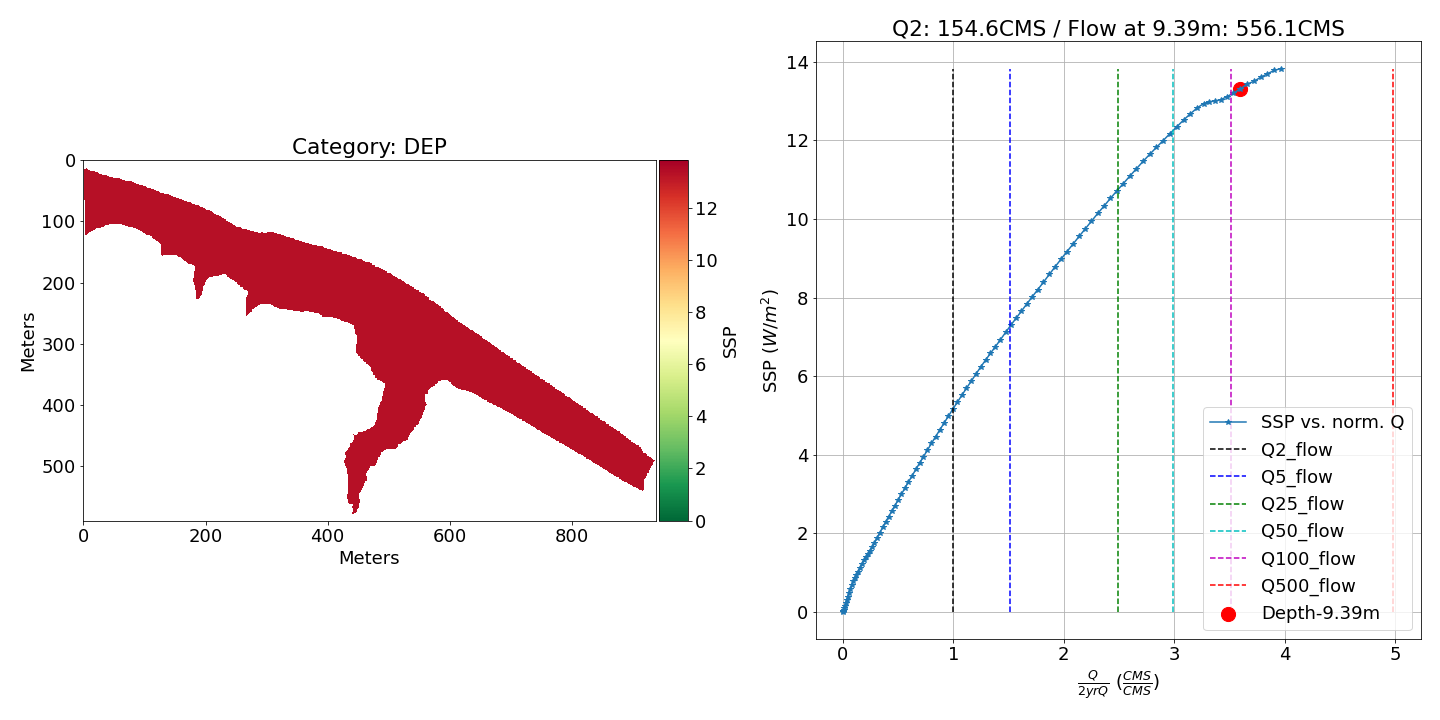 Category: DEP
0
100
200
300
400
500
Meters
0 200 400 600 800
Meters
12
10
8
6
4
2
0
SSP
Q2: 154.6CMS / Flow at 9.39m: 556.1CMS
14
12
10
8
6
4
2
0
SSP (W/m²)
0 1 2 3 4 5
Q/2yrQ (CMS/CMS)
SSP vs. norm. Q
Q2_flow
Q5_flow
Q25_flow
Q50_flow
Q100_flow
Q500_flow
Depth-9.39m